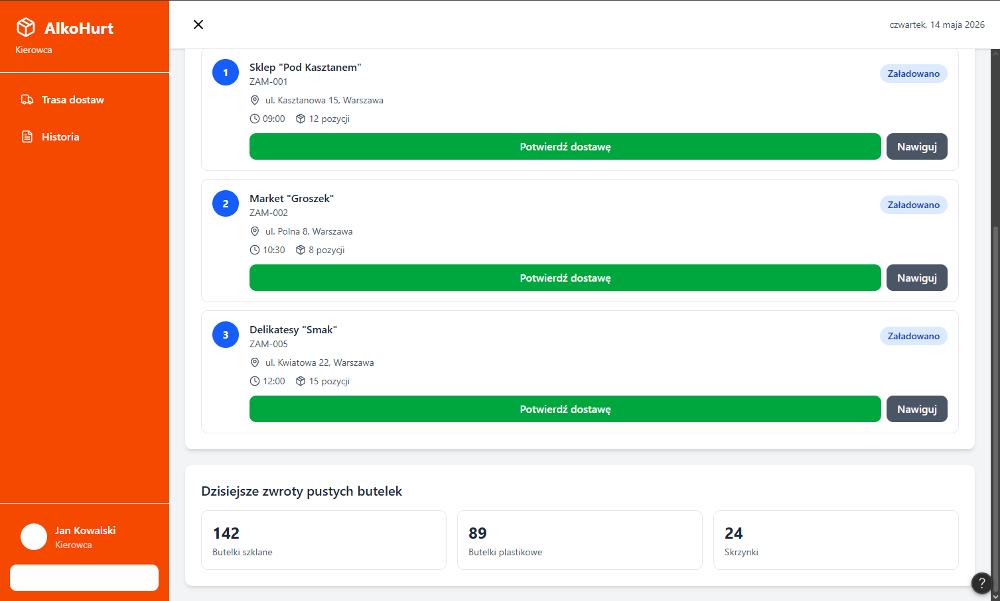 AlkoHurt
Kierowca
czwartek, 14 maja 2026
Trasa dostaw
Historia
1
Sklep "Pod Kasztanem"
Załadowano
ZAM-001
ul. Kasztanowa 15, Warszawa
09:00 12 pozycji
Potwierdź dostawę Nawiguj
2
Market "Groszek"
Załadowano
ZAM-002
ul. Polna 8, Warszawa
10:30 8 pozycji
Potwierdź dostawę Nawiguj
3
Delikatesy "Smak"
Załadowano
ZAM-005
ul. Kwiatowa 22, Warszawa
12:00 15 pozycji
Potwierdź dostawę Nawiguj
Dzisiejsze zwroty pustych butelek
142
Butelki szklane
89
Butelki plastikowe
24
Skrzynki
Jan Kowalski
Kierowca
?